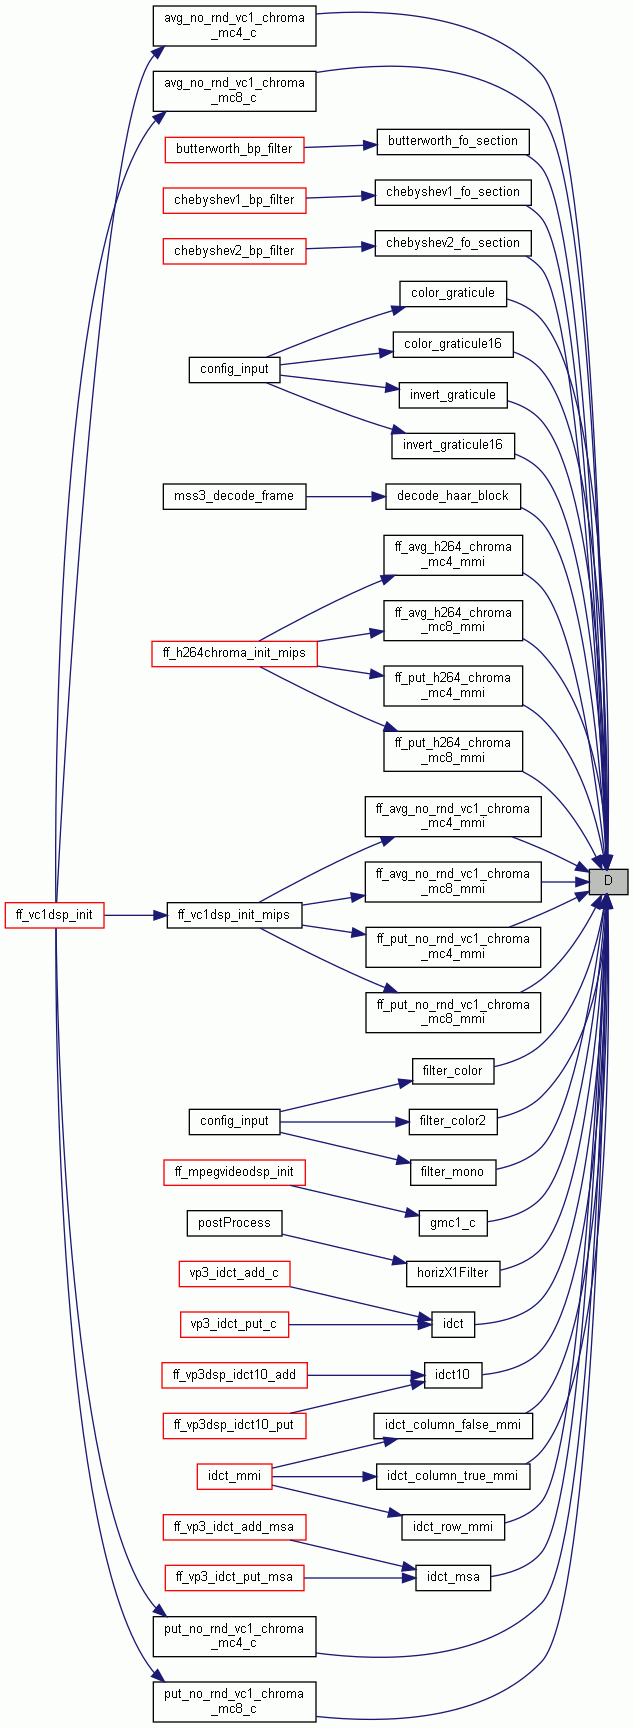 avg_no_rnd_vc1_chroma
_mc4_c
avg_no_rnd_vc1_chroma
_mc8_c
butterworth_bp_filter
butterworth_fo_section
chebyshev1_bp_filter
chebyshev1_fo_section
chebyshev2_bp_filter
chebyshev2_fo_section
color_graticule
color_graticule16
config_input
invert_graticule
invert_graticule16
mss3_decode_frame
decode_haar_block
ff_avg_h264_chroma
_mc4_mmi
ff_avg_h264_chroma
_mc8_mmi
ff_h264chroma_init_mips
ff_put_h264_chroma
_mc4_mmi
ff_put_h264_chroma
_mc8_mmi
ff_avg_no_rnd_vc1_chroma
_mc4_mmi
ff_avg_no_rnd_vc1_chroma
_mc8_mmi
D
ff_vc1dsp_init
ff_vc1dsp_init_mips
ff_put_no_rnd_vc1_chroma
_mc4_mmi
ff_put_no_rnd_vc1_chroma
_mc8_mmi
filter_color
config_input
filter_color2
filter_mono
ff_mpegvideodsp_init
gmc1_c
postProcess
horizX1Filter
vp3_idct_add_c
vp3_idct_put_c
idct
ff_vp3dsp_idct10_add
idct10
ff_vp3dsp_idct10_put
idct_column_false_mmi
idct_mmi
idct_column_true_mmi
idct_row_mmi
ff_vp3_idct_add_msa
ff_vp3_idct_put_msa
idct_msa
put_no_rnd_vc1_chroma
_mc4_c
put_no_rnd_vc1_chroma
_mc8_c